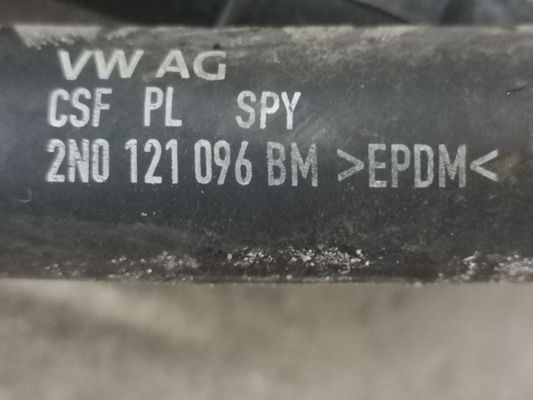 VW AG
CSF PL SPY
2N0 121 096 BM >EPDM<